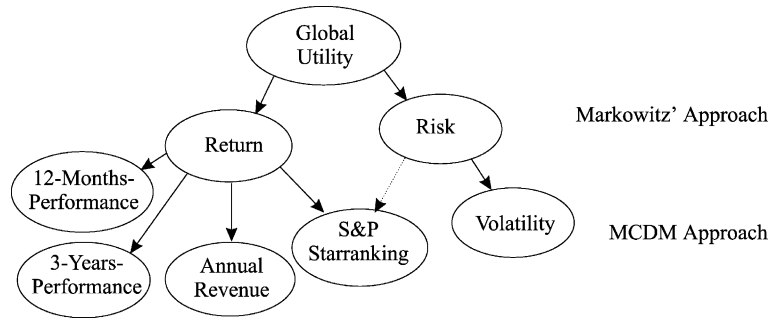 Global
Utility
Risk
Markowitz’ Approach
Return
12-Months-
Performance
Volatility
MCDM Approach
S&P
Starranking
3-Years-
Performance
Annual
Revenue